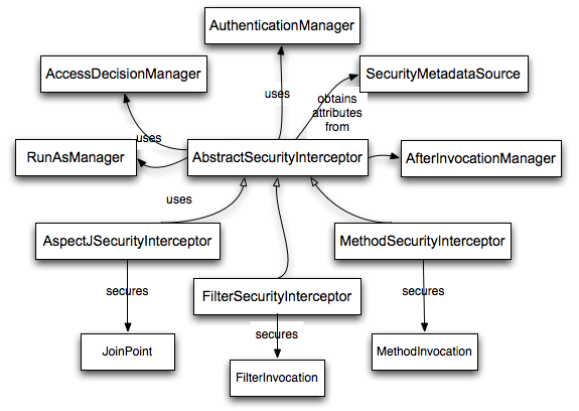 AuthenticationManager
AccessDecisionManager
SecurityMetadataSource
uses
obtains
attributes
from
uses
RunAsManager
AbstractSecurityInterceptor
AfterInvocationManager
uses
AspectJSecurityInterceptor
MethodSecurityInterceptor
FilterSecurityInterceptor
secures
secures
secures
JoinPoint
MethodInvocation
FilterInvocation